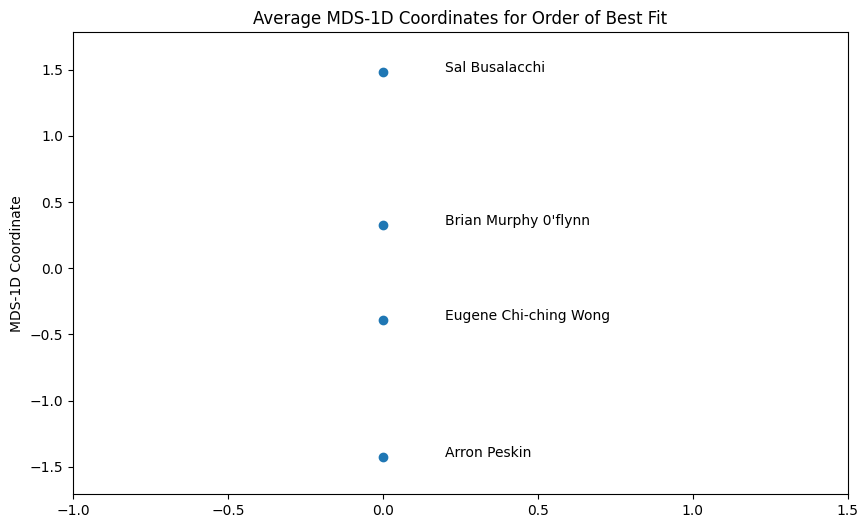 Average MDS-1D Coordinates for Order of Best Fit
MDS-1D Coordinate
1.5
1.0
0.5
0.0
−0.5
−1.0
−1.5
Sal Busalacchi
Brian Murphy 0'flynn
Eugene Chi-ching Wong
Arron Peskin
−1.0
−0.5
0.0
0.5
1.0
1.5